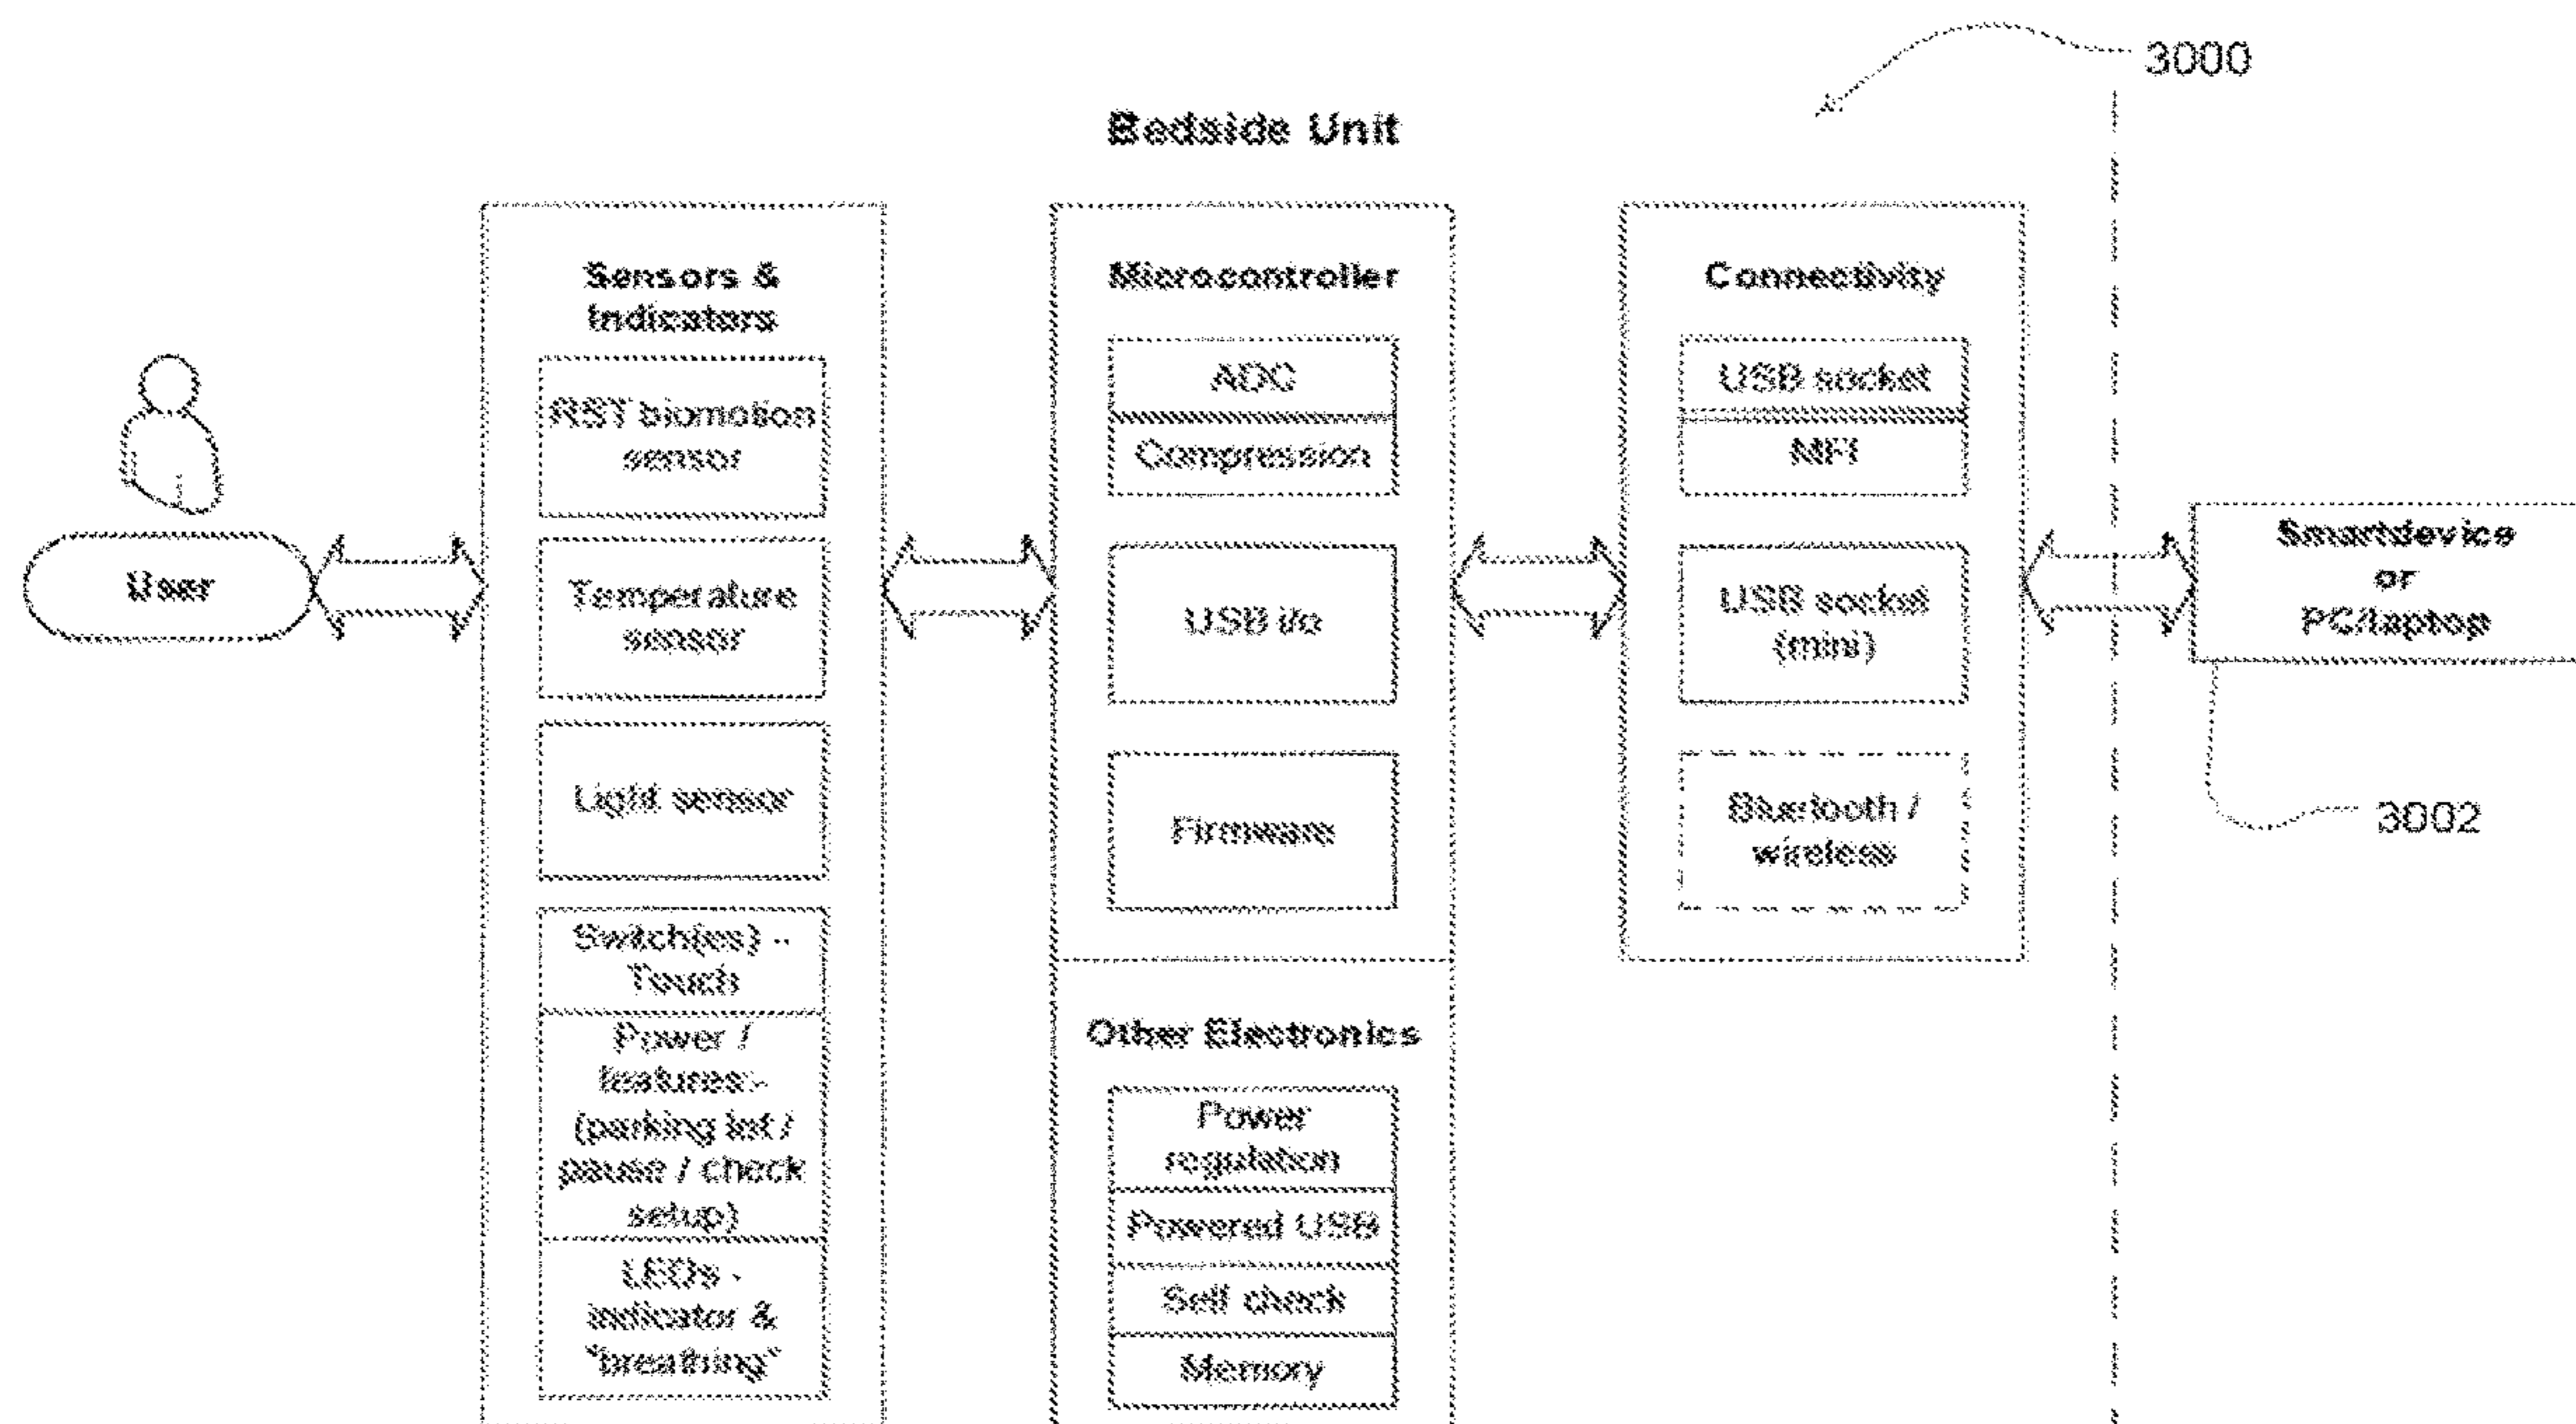 3000
Bedside Unit
Sensors &
Indicators
RST biomotion
sensor
Temperature
sensor
Light sensor
Switch(es) -
Touch
Power /
features:-
(parking lot /
pause / check
setup)
LEDs -
indicator &
"breathing"
Microcontroller
ADC
Compression
USB i/o
Firmware
Other Electronics
Power
regulation
Powered USB
Self check
Memory
Connectivity
USB socket
MFI
USB socket
(mini)
Bluetooth /
wireless
User
Smartdevice
or
PC/laptop
3002